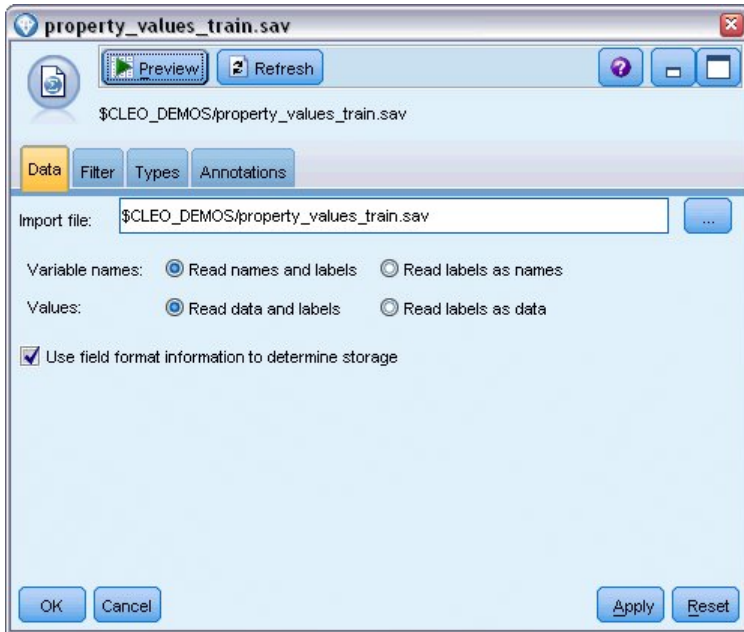 property_values_train.sav
Preview Refresh ?
$CLEO_DEMOS/property_values_train.sav
Data Filter Types Annotations
Import file: $CLEO_DEMOS/property_values_train.sav ...
Variable names: Read names and labels Read labels as names
Values: Read data and labels Read labels as data
Use field format information to determine storage
OK Cancel Apply Reset